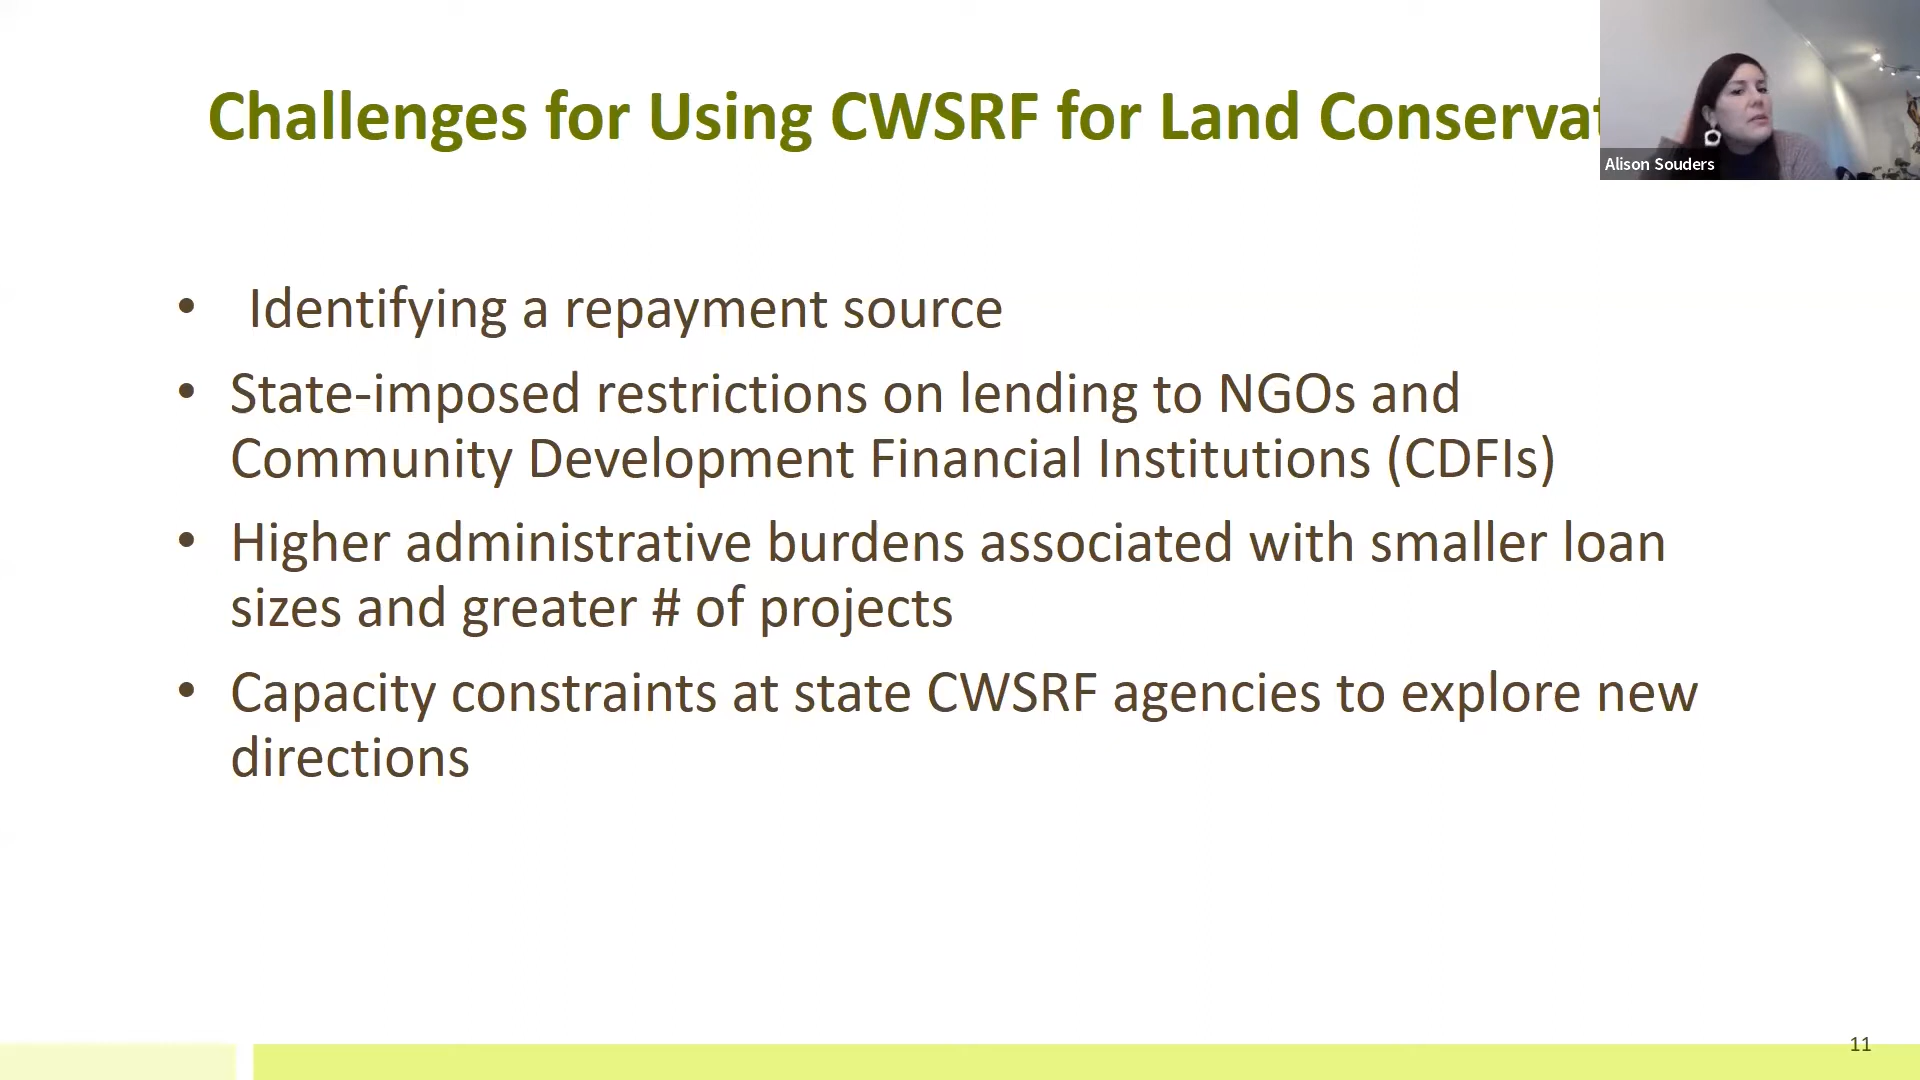 Challenges for Using CWSRF for Land
Alison Souders
• Identifying a repayment source
• State-imposed restrictions on lending to NGOs and
Community Development Financial Institutions (CDFIs)
• Higher administrative burdens associated with smaller loan
sizes and greater # of projects
• Capacity constraints at state CWSRF agencies to explore new
directions
11